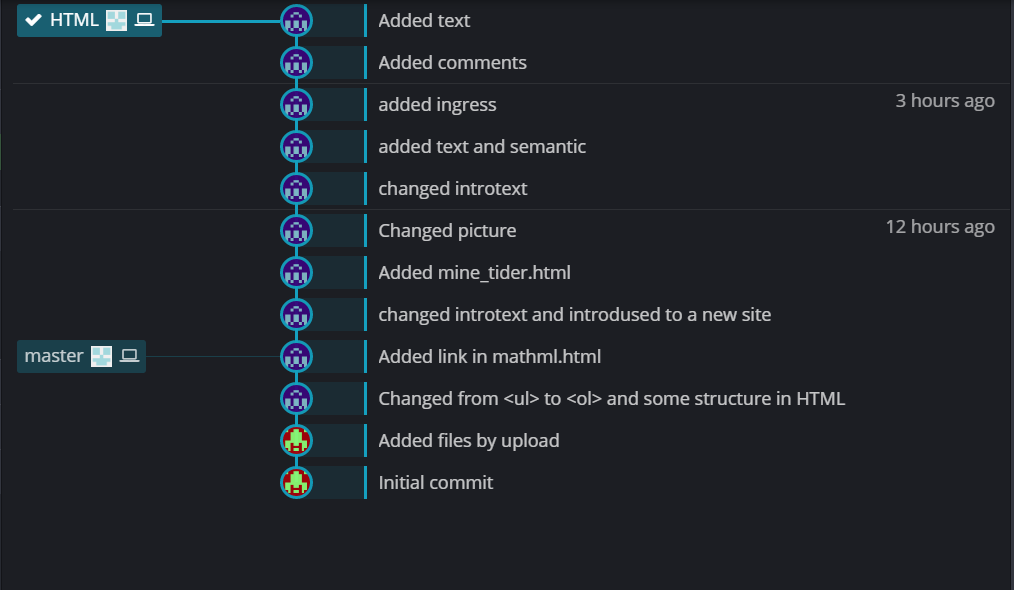 HTML Added text
Added comments
added ingress 3 hours ago
added text and semantic
changed introtext
Changed picture 12 hours ago
Added mine_tider.html
changed introtext and introdused to a new site
master Added link in mathml.html
Changed from <ul> to <ol> and some structure in HTML
Added files by upload
Initial commit